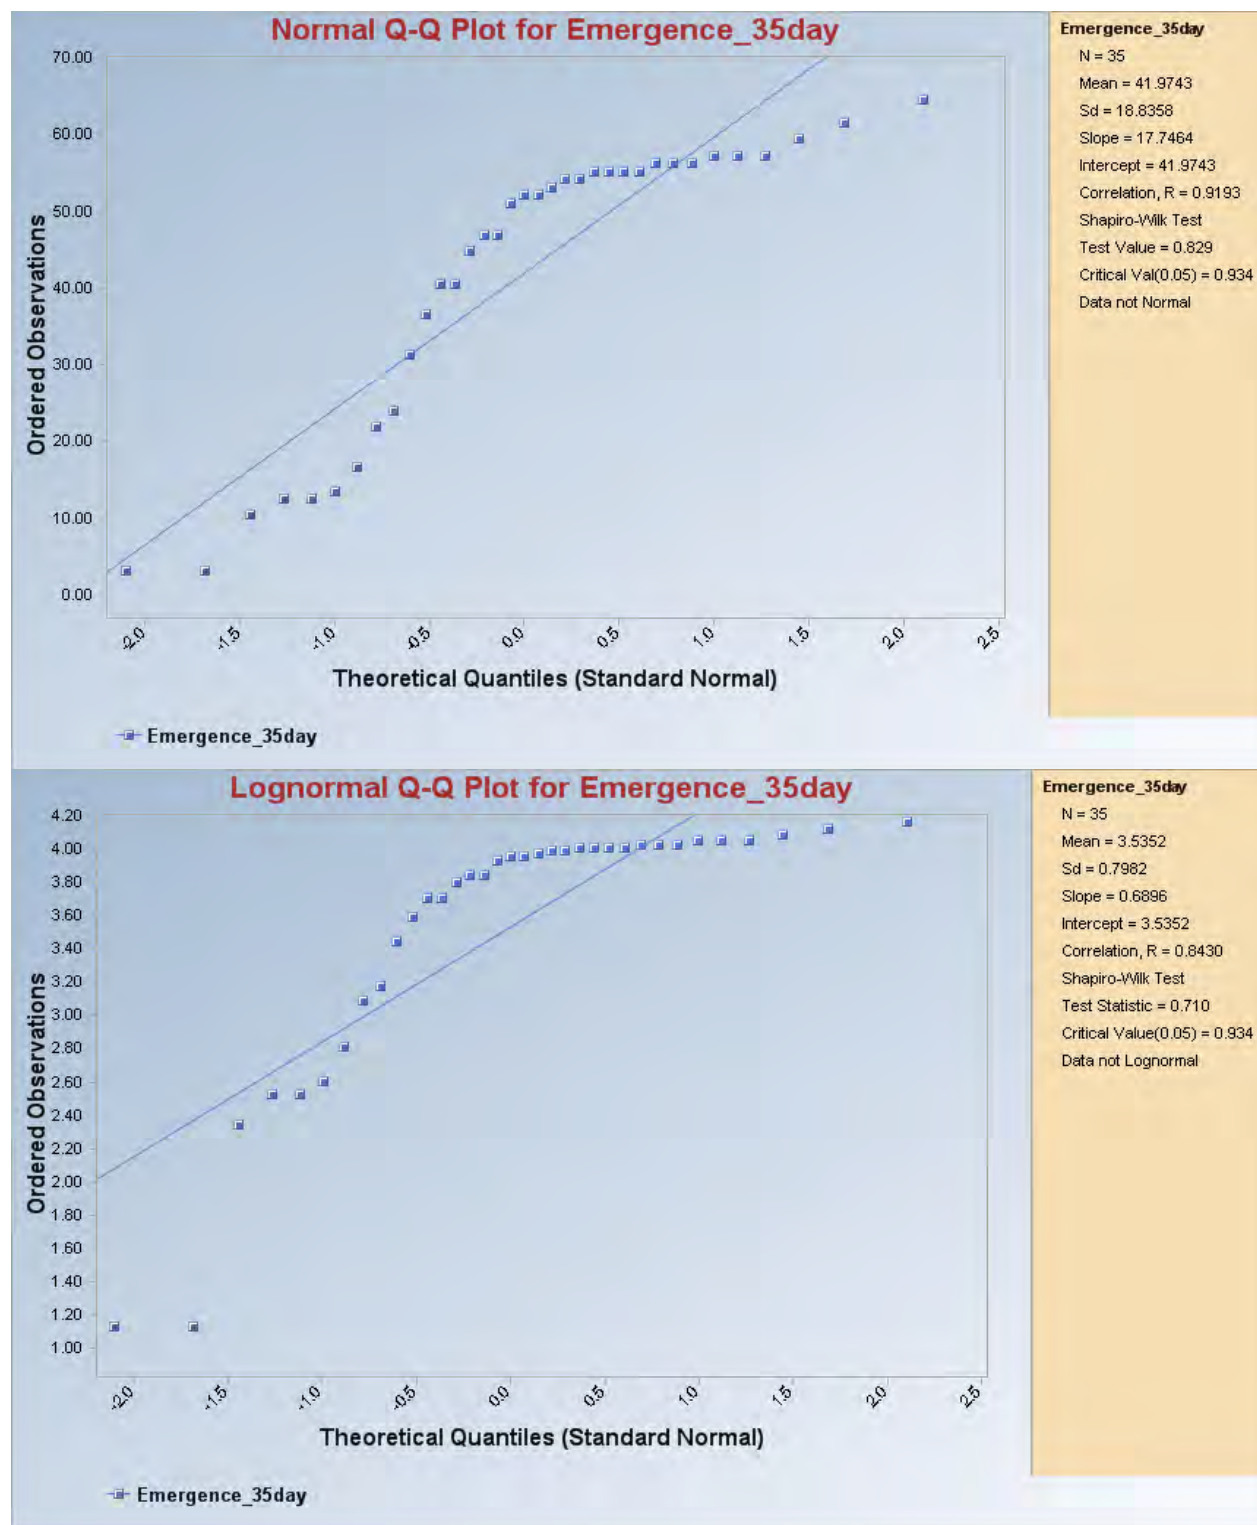 Normal Q-Q Plot for Emergence_35day
70.00
60.00
50.00
40.00
30.00
20.00
10.00
0.00
Ordered Observations
-2.0 -1.5 -1.0 -0.5 0.0 0.5 1.0 1.5 2.0 2.5
Theoretical Quantiles (Standard Normal)
Emergence_35day
Emergence_35day
N = 35
Mean = 41.9743
Sd = 18.8358
Slope = 17.7464
Intercept = 41.9743
Correlation, R = 0.9193
Shapiro-Wilk Test
Test Value = 0.829
Critical Val(0.05) = 0.934
Data not Normal
Lognormal Q-Q Plot for Emergence_35day
4.20
4.00
3.80
3.60
3.40
3.20
3.00
2.80
2.60
2.40
2.20
2.00
1.80
1.60
1.40
1.20
1.00
Ordered Observations
-2.0 -1.5 -1.0 -0.5 0.0 0.5 1.0 1.5 2.0 2.5
Theoretical Quantiles (Standard Normal)
Emergence_35day
Emergence_35day
N = 35
Mean = 3.5352
Sd = 0.7982
Slope = 0.6896
Intercept = 3.5352
Correlation, R = 0.8430
Shapiro-Wilk Test
Test Statistic = 0.710
Critical Value(0.05) = 0.934
Data not Lognormal